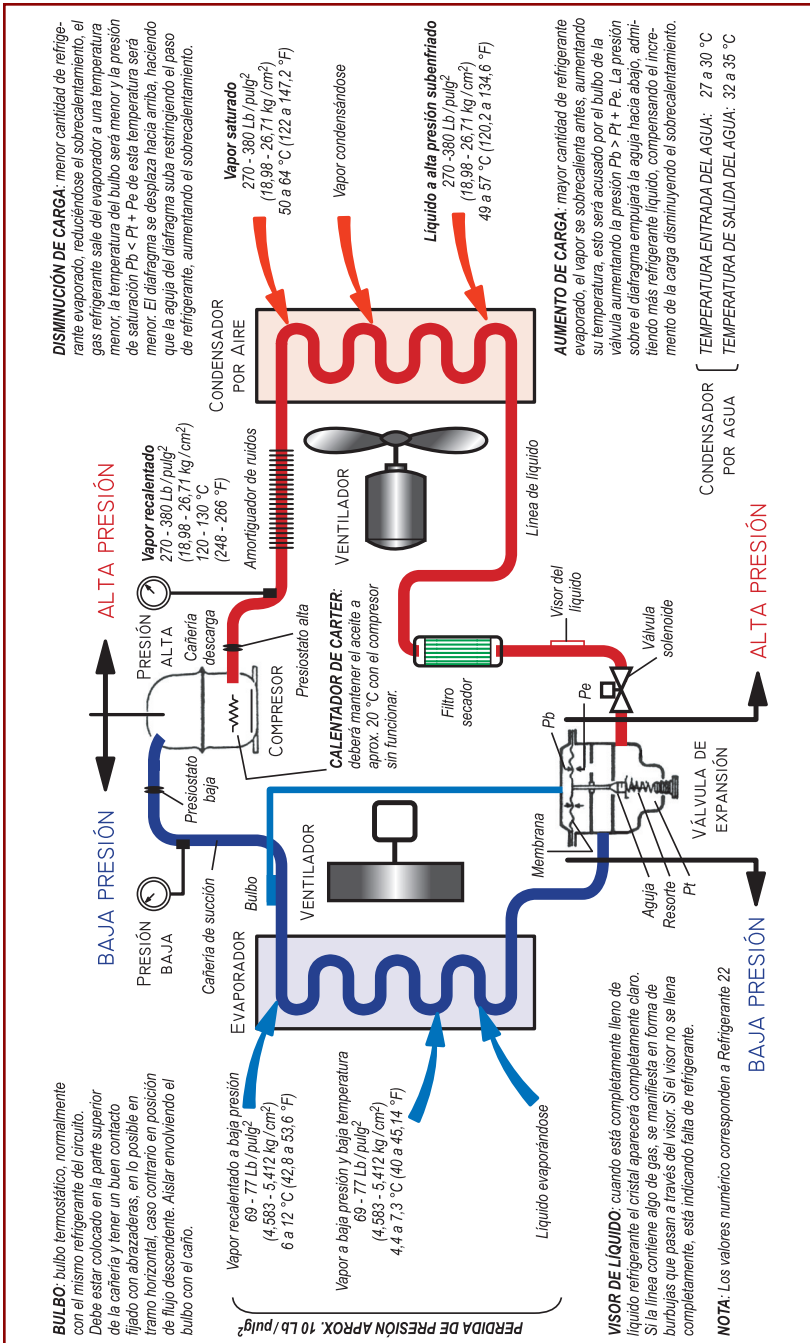 BULBO: bulbo termostático, normalmente
con el mismo refrigerante del circuito.
Debe estar colocado en la parte superior
de la cañería y tener un buen contacto
fijado con abrazaderas, en lo posible en
tramo horizontal, caso contrario en posición
de flujo descendente. Aislar envolviendo el
bulbo con el caño.
BAJA PRESIÓN
ALTA PRESIÓN
DISMINUCIÓN DE CARGA: menor cantidad de refrige-
rante evaporado, reduciéndose el sobrecalentamiento, el
gas refrigerante sale del evaporador a una temperatura
menor, la temperatura del bulbo será menor y la presión
de saturación Pb < Pt + Pe de esta temperatura será
menor. El diafragma se desplaza hacia arriba, haciendo
que la aguja del diafragma suba restringiendo el paso
de refrigerante, aumentando el sobrecalentamiento.
PRESIÓN
BAJA
PRESIÓN
ALTA
Cañería de succión
Presiostato
baja
COMPRESOR
Cañería
descarga
Presiostato alta
Vapor recalentado
270 - 380 Lb/pulg²
(18,98 - 26,71 kg/cm²)
120 - 130 °C
(248 - 266 °F)
Amortiguador de ruidos
CONDENSADOR
POR AIRE
Vapor saturado
270 - 380 Lb/pulg²
(18,98 - 26,71 kg/cm²)
50 a 64 °C (122 a 147,2 °F)
Vapor condensándose
Líquido a alta presión subenfriado
270 -380 Lb/pulg²
(18,98 - 26,71 kg/cm²)
49 a 57 °C (120,2 a 134,6 °F)
EVAPORADOR
Bulbo
VENTILADOR
CALENTADOR DE CARTER:
deberá mantener el aceite a
aprox. 20 °C con el compresor
sin funcionar.
VENTILADOR
Línea de líquido
PERDIDA DE PRESIÓN APROX. 10 Lb / pulg²
Vapor recalentado a baja presión
69 - 77 Lb/pulg²
(4,583 - 5,412 kg/cm²)
6 a 12 °C (42,8 a 53,6 °F)
Vapor a baja presión y baja temperatura
69 - 77 Lb/pulg²
(4,583 - 5,412 kg/cm²)
4,4 a 7,3 °C (40 a 45,14 °F)
Líquido evaporándose
Filtro
secador
Visor del
líquido
Válvula
solenoide
Membrana
Pb
Pe
Aguja
Resorte
Pt
VÁLVULA DE
EXPANSIÓN
VISOR DE LÍQUIDO: cuando está completamente lleno de
líquido refrigerante el cristal aparecerá completamente claro.
Si la línea contiene algo de gas, se manifiesta en forma de
burbujas que pasan a través del visor. Si el visor no se llena
completamente, está indicando falta de refrigerante.
NOTA: Los valores numérico corresponden a Refrigerante 22
BAJA PRESIÓN
ALTA PRESIÓN
AUMENTO DE CARGA: mayor cantidad de refrigerante
evaporado, el vapor se sobrecalienta antes, aumentando
su temperatura, esto será acusado por el bulbo de la
válvula aumentando la presión Pb > Pt + Pe. La presión
sobre el diafragma empujará la aguja hacia abajo, admi-
tiendo más refrigerante líquido, compensando el incre-
mento de la carga disminuyendo el sobrecalentamiento.
CONDENSADOR
POR AGUA
TEMPERATURA ENTRADA DEL AGUA: 27 a 30 °C
TEMPERATURA DE SALIDA DEL AGUA: 32 a 35 °C